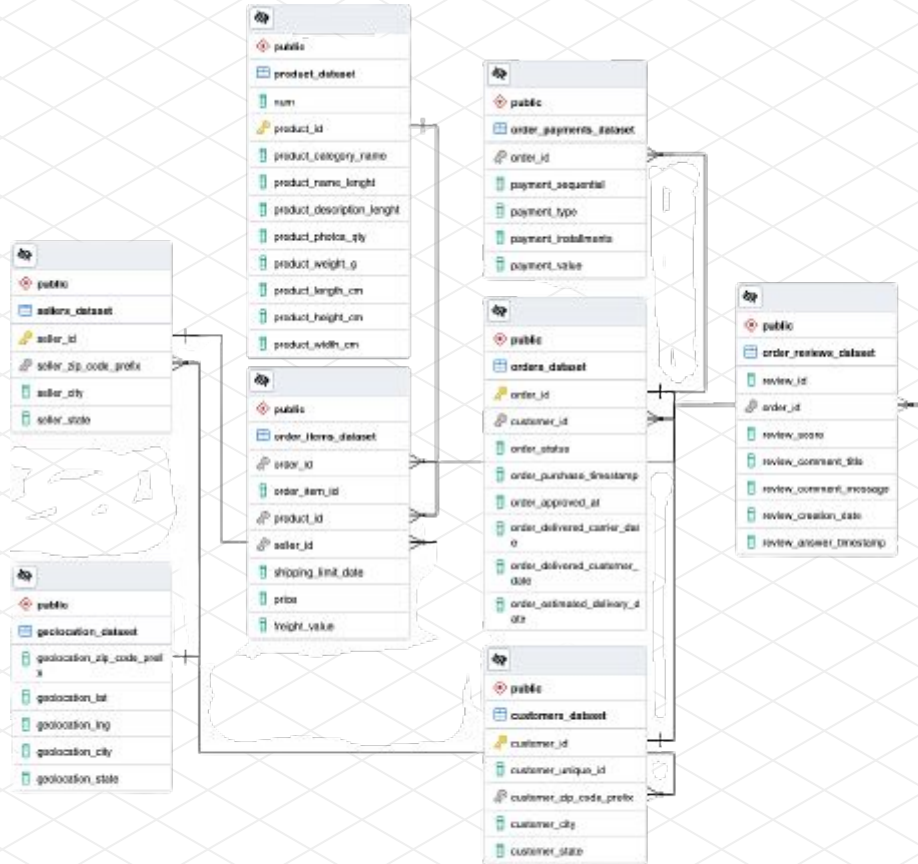 public
product_dataset
num
product_id
product_category_name
product_name_lenght
product_description_lenght
product_photos_qty
product_weight_g
product_length_cm
product_height_cm
product_width_cm
public
order_payments_dataset
order_id
payment_sequential
payment_type
payment_installments
payment_value
public
sellers_dataset
seller_id
seller_zip_code_prefix
seller_city
seller_state
public
order_items_dataset
order_id
order_item_id
product_id
seller_id
shipping_limit_date
price
freight_value
public
orders_dataset
order_id
customer_id
order_status
order_purchase_timestamp
order_approved_at
order_delivered_carrier_dat
e
order_delivered_customer_
date
order_estimated_delivery_d
ate
public
order_reviews_dataset
review_id
order_id
review_score
review_comment_title
review_comment_message
review_creation_date
review_answer_timestamp
public
geolocation_dataset
geolocation_zip_code_prefi
x
geolocation_lat
geolocation_lng
geolocation_city
geolocation_state
public
customers_dataset
customer_id
customer_unique_id
customer_zip_code_prefix
customer_city
customer_state